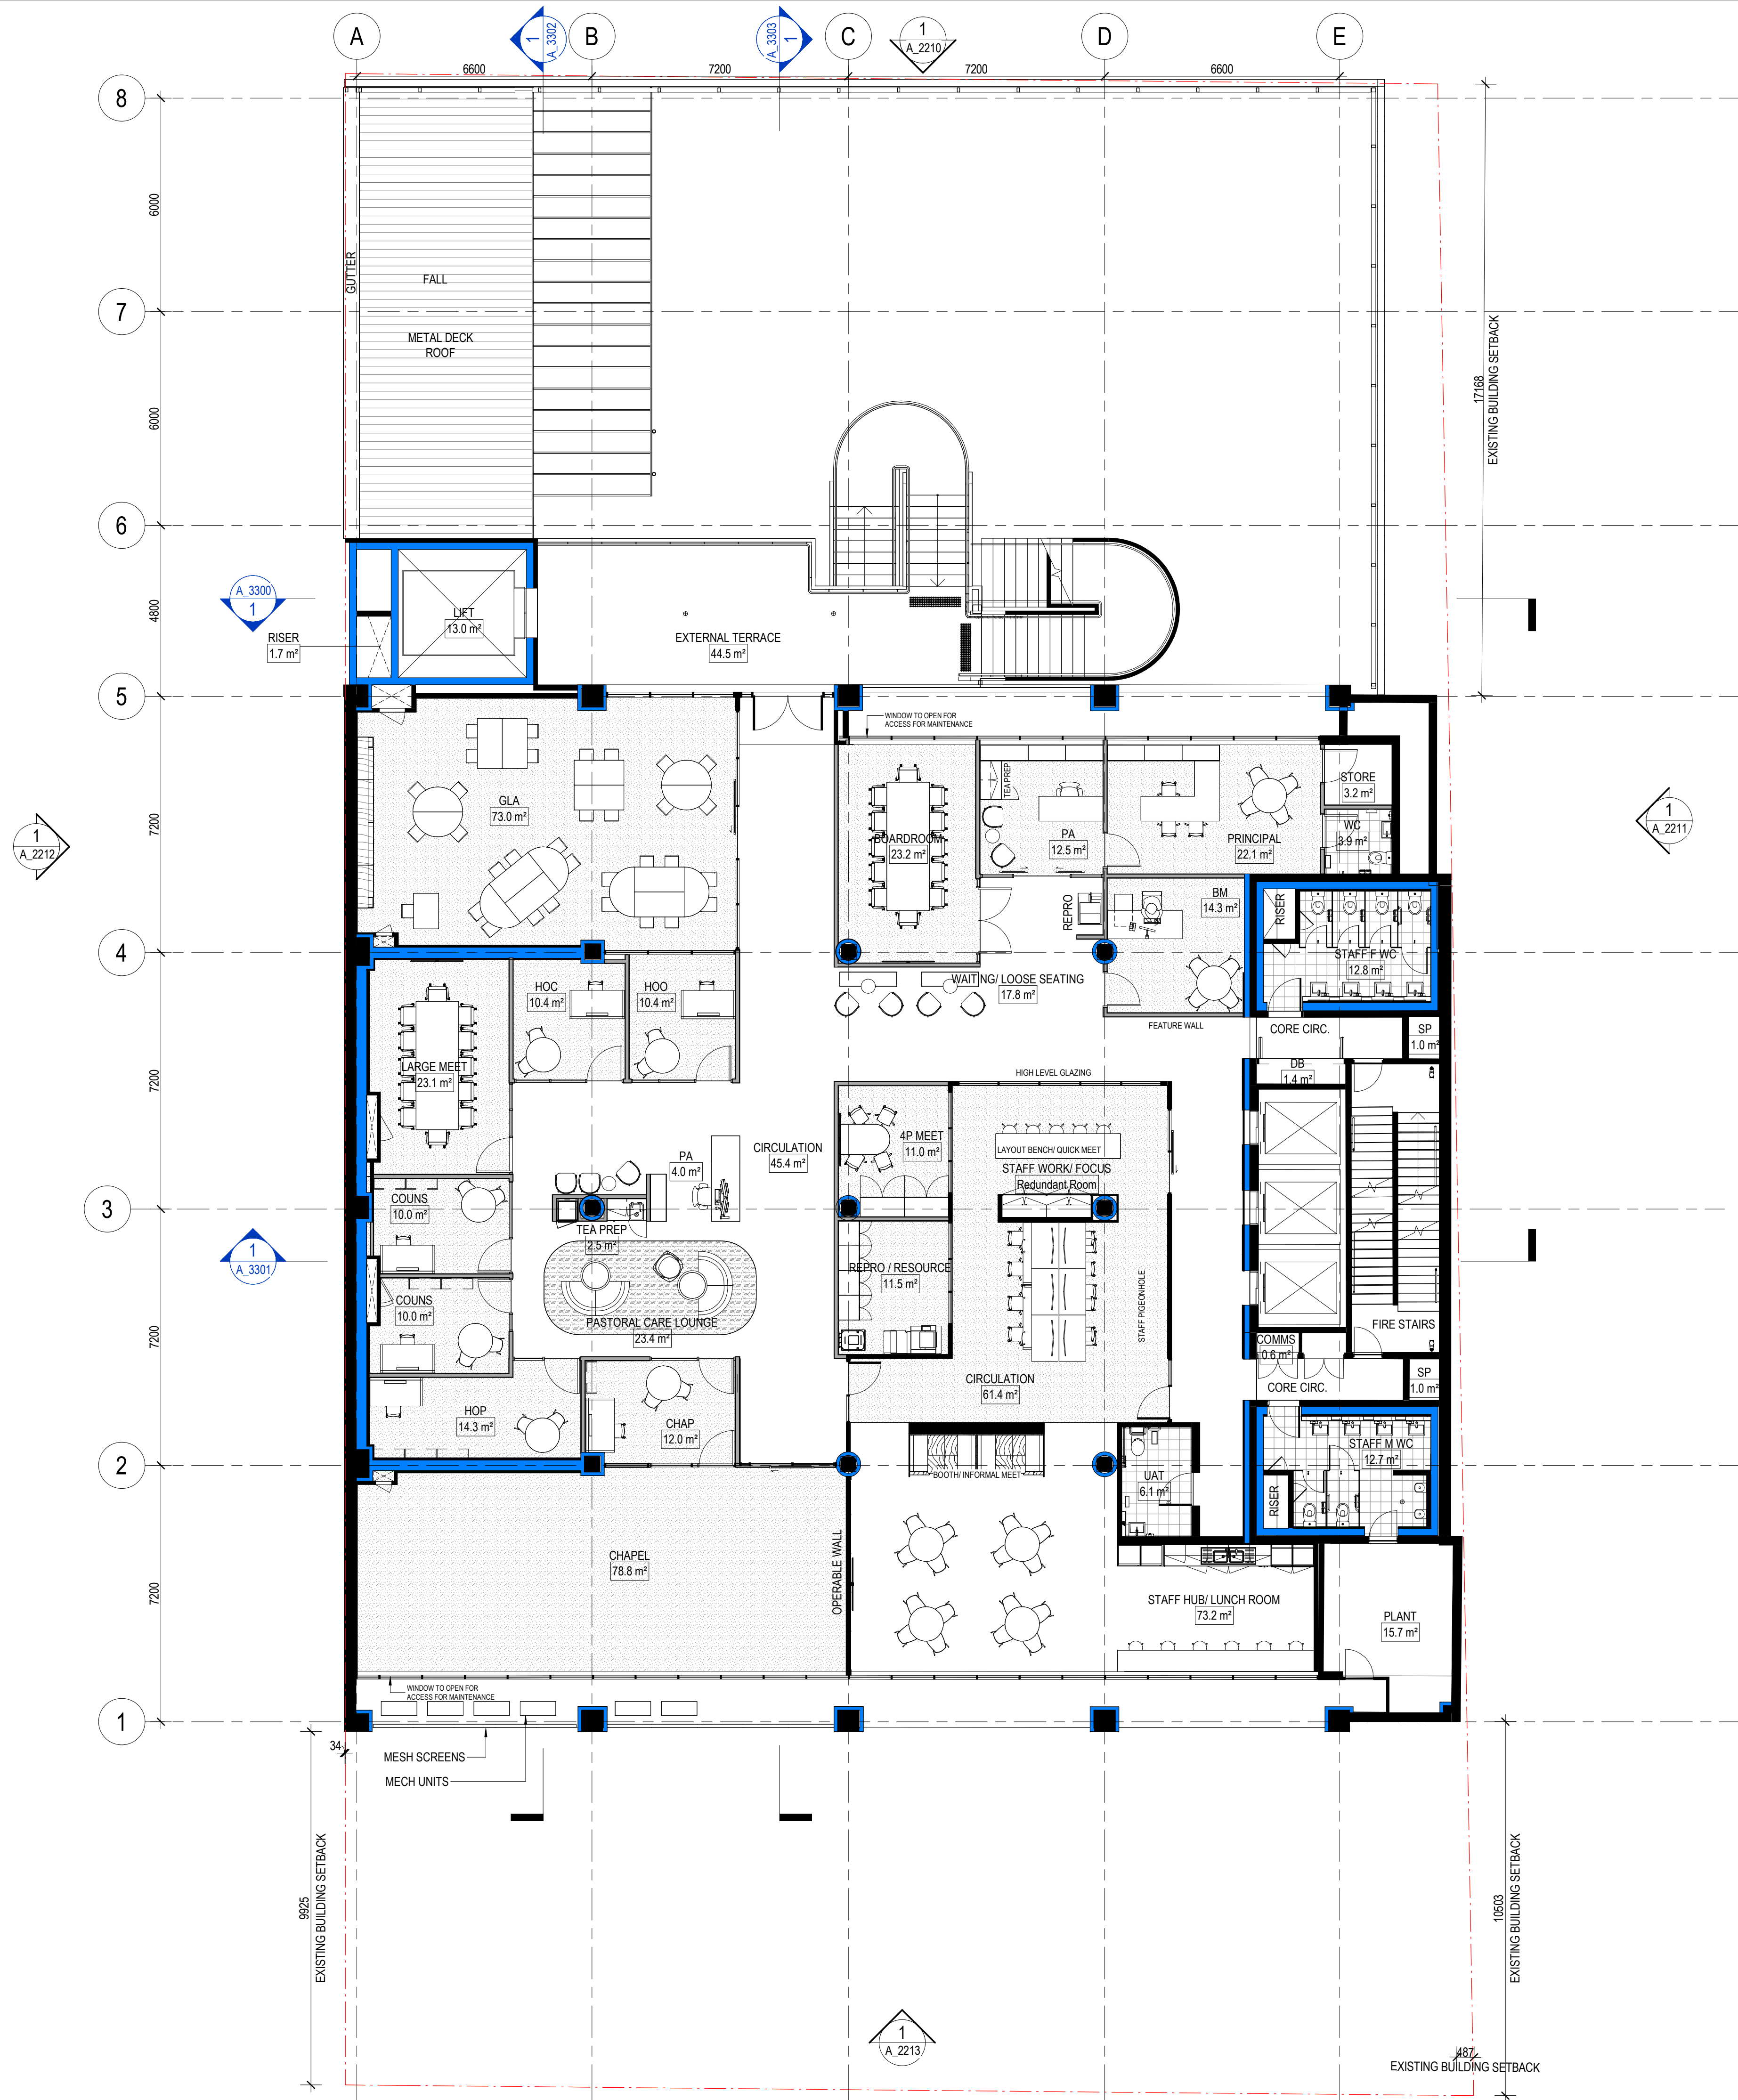 A
1
A_3302
B
A_3303
1
C
1
A_2210
D
E
6600
7200
7200
6600
8
7
6
5
4
3
2
1
6000
6000
4800
7200
7200
7200
7200
GUTTER
FALL
METAL DECK
ROOF
17168
EXISTING BUILDING SETBACK
A_3300
1
RISER
1.7 m²
LIFT
13.0 m²
EXTERNAL TERRACE
44.5 m²
WINDOW TO OPEN FOR
ACCESS FOR MAINTENANCE
1
A_2212
1
A_2211
GLA
73.0 m²
BOARDROOM
23.2 m²
TEA PREP
PA
12.5 m²
PRINCIPAL
22.1 m²
STORE
3.2 m²
WC
3.9 m²
REPRO
BM
14.3 m²
RISER
STAFF F WC
12.8 m²
WAITING/ LOOSE SEATING
17.8 m²
FEATURE WALL
CORE CIRC.
SP
1.0 m²
DB
1.4 m²
HOC
10.4 m²
HOO
10.4 m²
LARGE MEET
23.1 m²
HIGH LEVEL GLAZING
4P MEET
11.0 m²
LAYOUT BENCH/ QUICK MEET
STAFF WORK/ FOCUS
Redundant Room
CIRCULATION
45.4 m²
PA
4.0 m²
COUNS
10.0 m²
TEA PREP
2.5 m²
1
A_3301
REPRO / RESOURCE
11.5 m²
STAFF PIGEONHOLE
COUNS
10.0 m²
PASTORAL CARE LOUNGE
23.4 m²
FIRE STAIRS
COMMS
0.6 m²
CORE CIRC.
SP
1.0 m²
CIRCULATION
61.4 m²
HOP
14.3 m²
CHAP
12.0 m²
BOOTH/ INFORMAL MEET
UAT
6.1 m²
RISER
STAFF M WC
12.7 m²
CHAPEL
78.8 m²
OPERABLE WALL
STAFF HUB/ LUNCH ROOM
73.2 m²
PLANT
15.7 m²
WINDOW TO OPEN FOR
ACCESS FOR MAINTENANCE
34
MESH SCREENS
MECH UNITS
9925
EXISTING BUILDING SETBACK
10503
EXISTING BUILDING SETBACK
1
A_2213
487
EXISTING BUILDING SETBACK